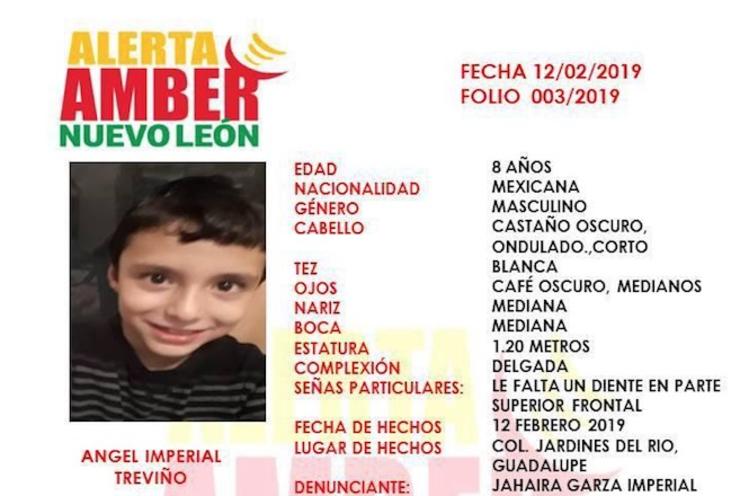 ALERTA
AMBER
NUEVO LEÓN
FECHA 12/02/2019
FOLIO 003/2019
EDAD 8 AÑOS
NACIONALIDAD MEXICANA
GÉNERO MASCULINO
CABELLO CASTAÑO OSCURO,
ONDULADO.,CORTO
TEZ BLANCA
OJOS CAFÉ OSCURO, MEDIANOS
NARIZ MEDIANA
BOCA MEDIANA
ESTATURA 1.20 METROS
COMPLEXIÓN DELGADA
SEÑAS PARTICULARES: LE FALTA UN DIENTE EN PARTE
SUPERIOR FRONTAL
FECHA DE HECHOS 12 FEBRERO 2019
LUGAR DE HECHOS COL. JARDINES DEL RIO,
GUADALUPE
DENUNCIANTE: JAHAIRA GARZA IMPERIAL
ANGEL IMPERIAL
TREVIÑO
ALERTA
AMBER